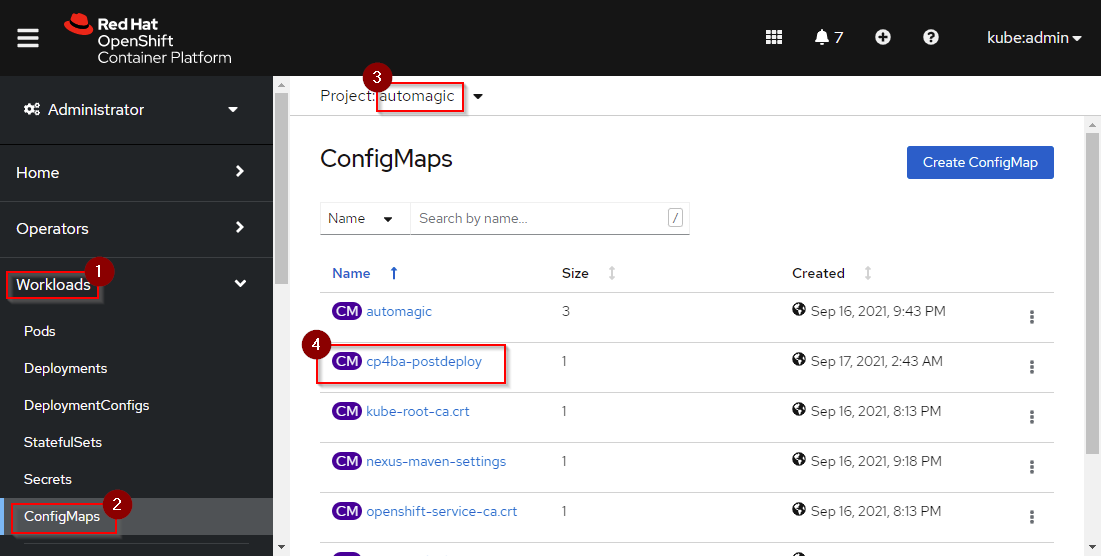 Red Hat
OpenShift
Container Platform
7
kube:admin
Administrator
Home
Operators
Workloads
1
Pods
Deployments
DeploymentConfigs
StatefulSets
Secrets
ConfigMaps
2
3
Project: automagic
ConfigMaps
Create ConfigMap
Name
Search by name...
/
Name Size Created
CM automagic 3 Sep 16, 2021, 9:43 PM
4
CM cp4ba-postdeploy 1 Sep 17, 2021, 2:43 AM
CM kube-root-ca.crt 1 Sep 16, 2021, 8:13 PM
CM nexus-maven-settings 1 Sep 16, 2021, 9:18 PM
CM openshift-service-ca.crt 1 Sep 16, 2021, 8:13 PM